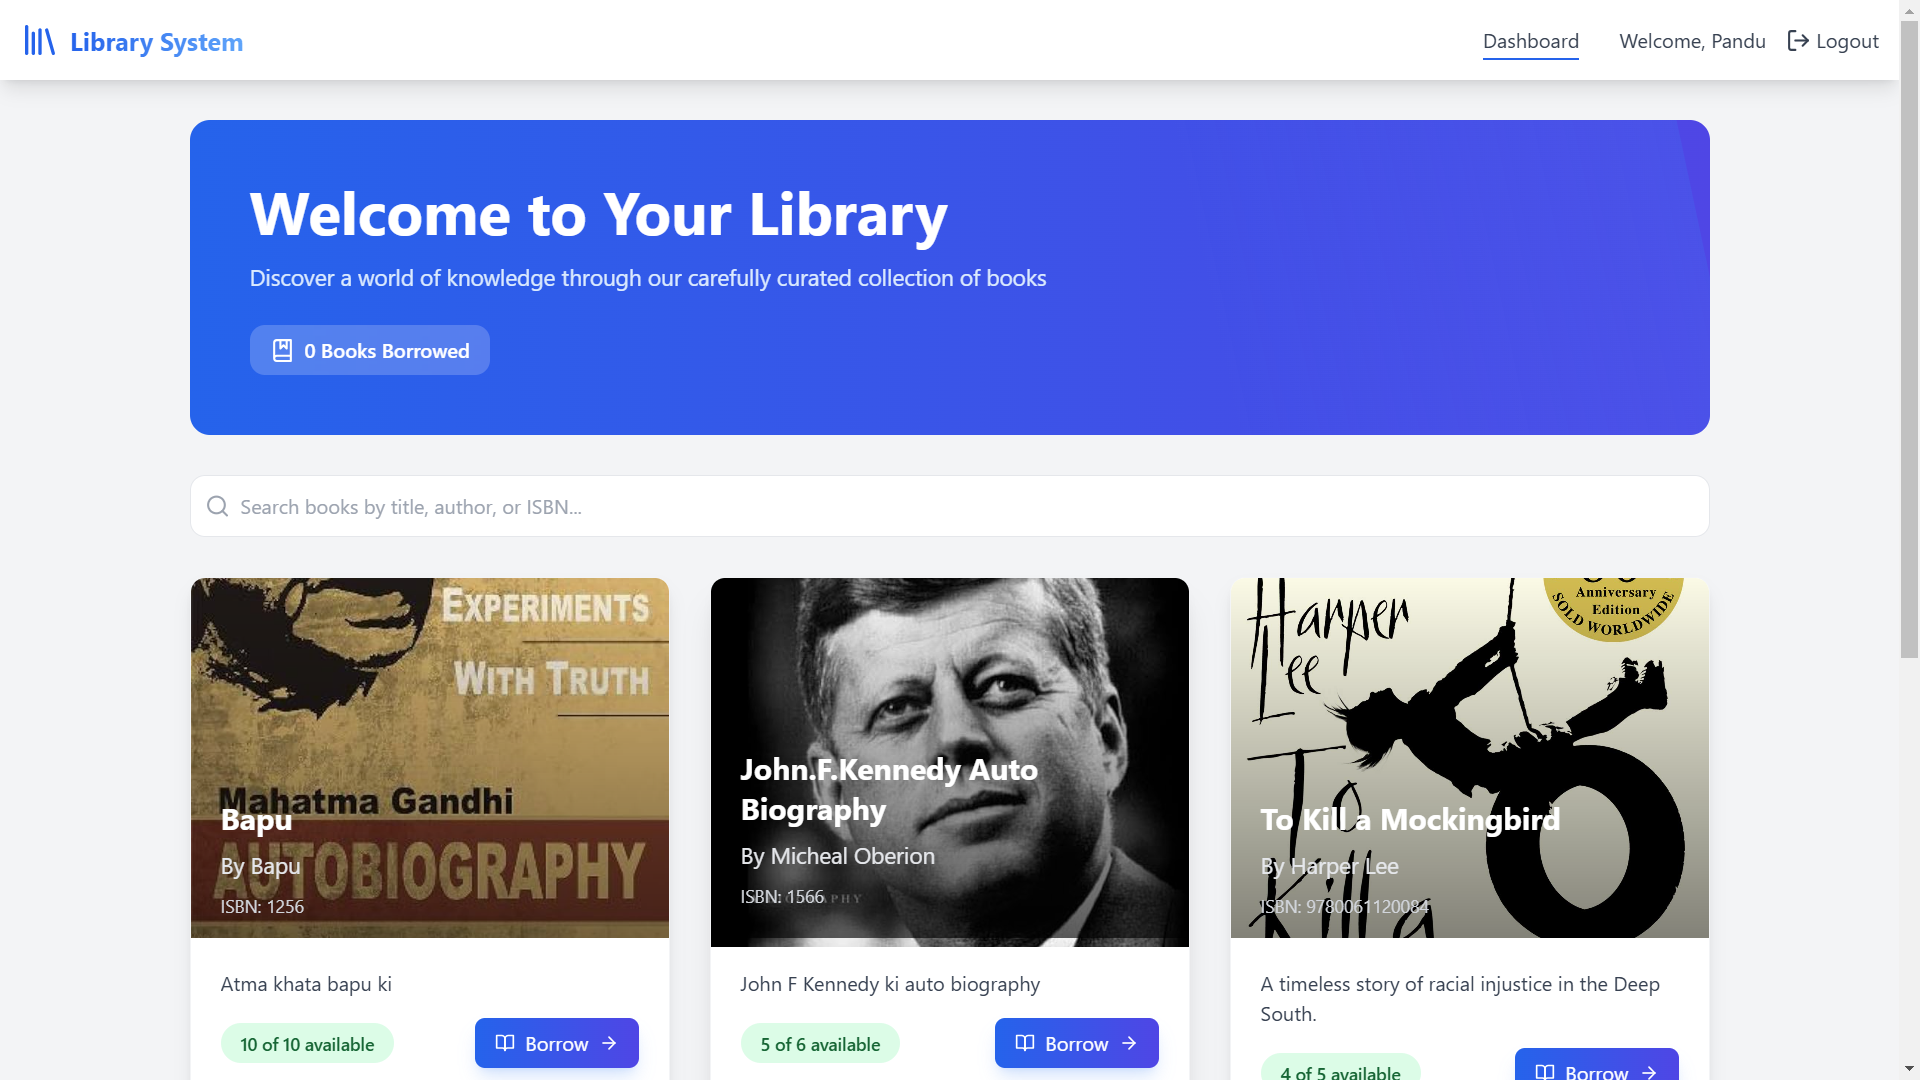 Library System
Dashboard
Welcome, Pandu
Logout
Welcome to Your Library
Discover a world of knowledge through our carefully curated collection of books
0 Books Borrowed
Search books by title, author, or ISBN...
EXPERIMENTS
WITH TRUTH
Mahatma Gandhi
AUTOBIOGRAPHY
Bapu
By Bapu
ISBN: 1256
Atma khata bapu ki
10 of 10 available
Borrow
John.F.Kennedy Auto
Biography
By Micheal Oberion
ISBN: 1566
John F Kennedy ki auto biography
5 of 6 available
Borrow
Harper
Lee
Anniversary
Edition
SOLD WORLDWIDE
To
Kill
a
To Kill a Mockingbird
By Harper Lee
ISBN: 9780061120084
A timeless story of racial injustice in the Deep
South.
4 of 5 available
Borrow